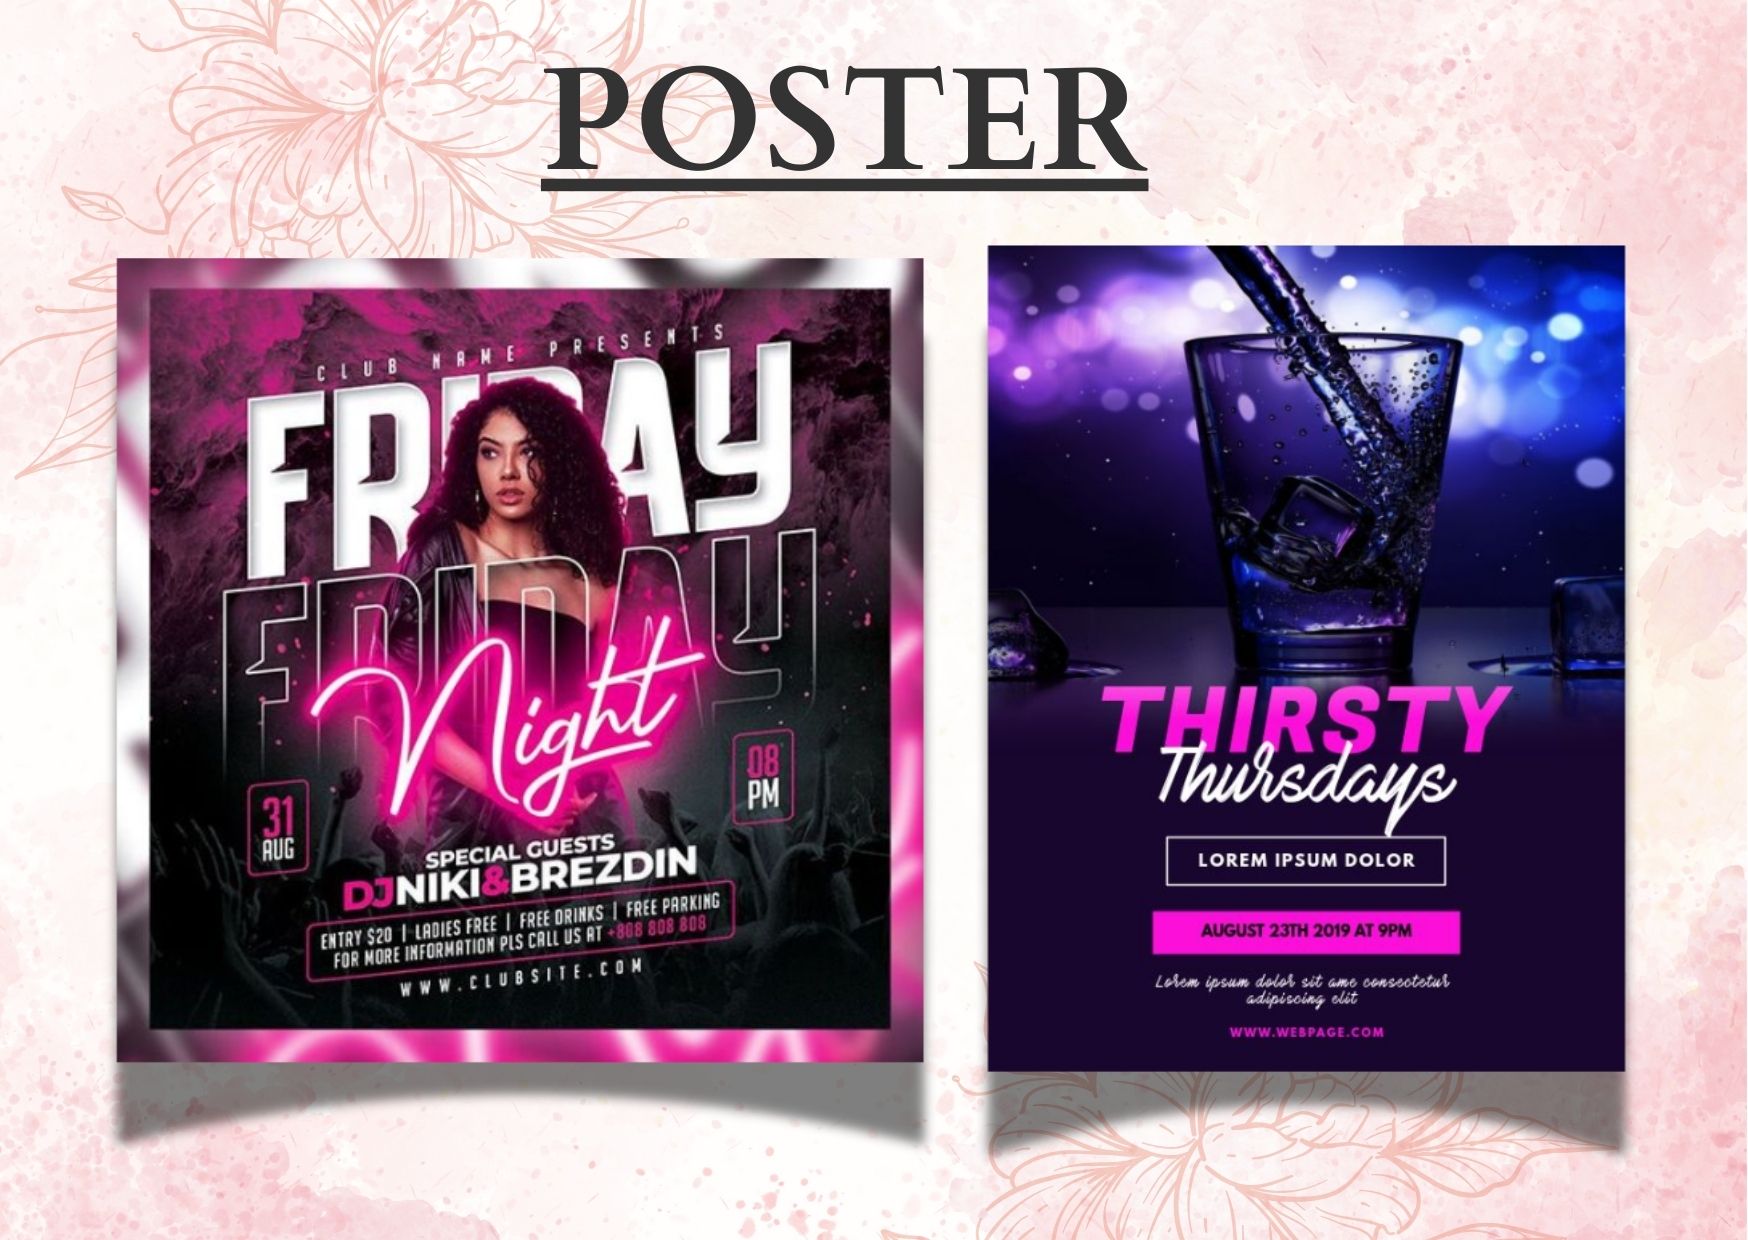 POSTER
CLUB NAME PRESENTS
FRIDAY
FRIDAY
Night
31
AUG
08
PM
SPECIAL GUESTS
DJNIKI&BREZDIN
ENTRY $20 | LADIES FREE | FREE DRINKS | FREE PARKING
FOR MORE INFORMATION PLS CALL US AT +808 808 808
WWW.CLUBSITE.COM
THIRSTY
Thursdays
LOREM IPSUM DOLOR
AUGUST 23TH 2019 AT 9PM
Lorem ipsum dolor sit ame consectetur
adipiscing elit
WWW.WEBPAGE.COM